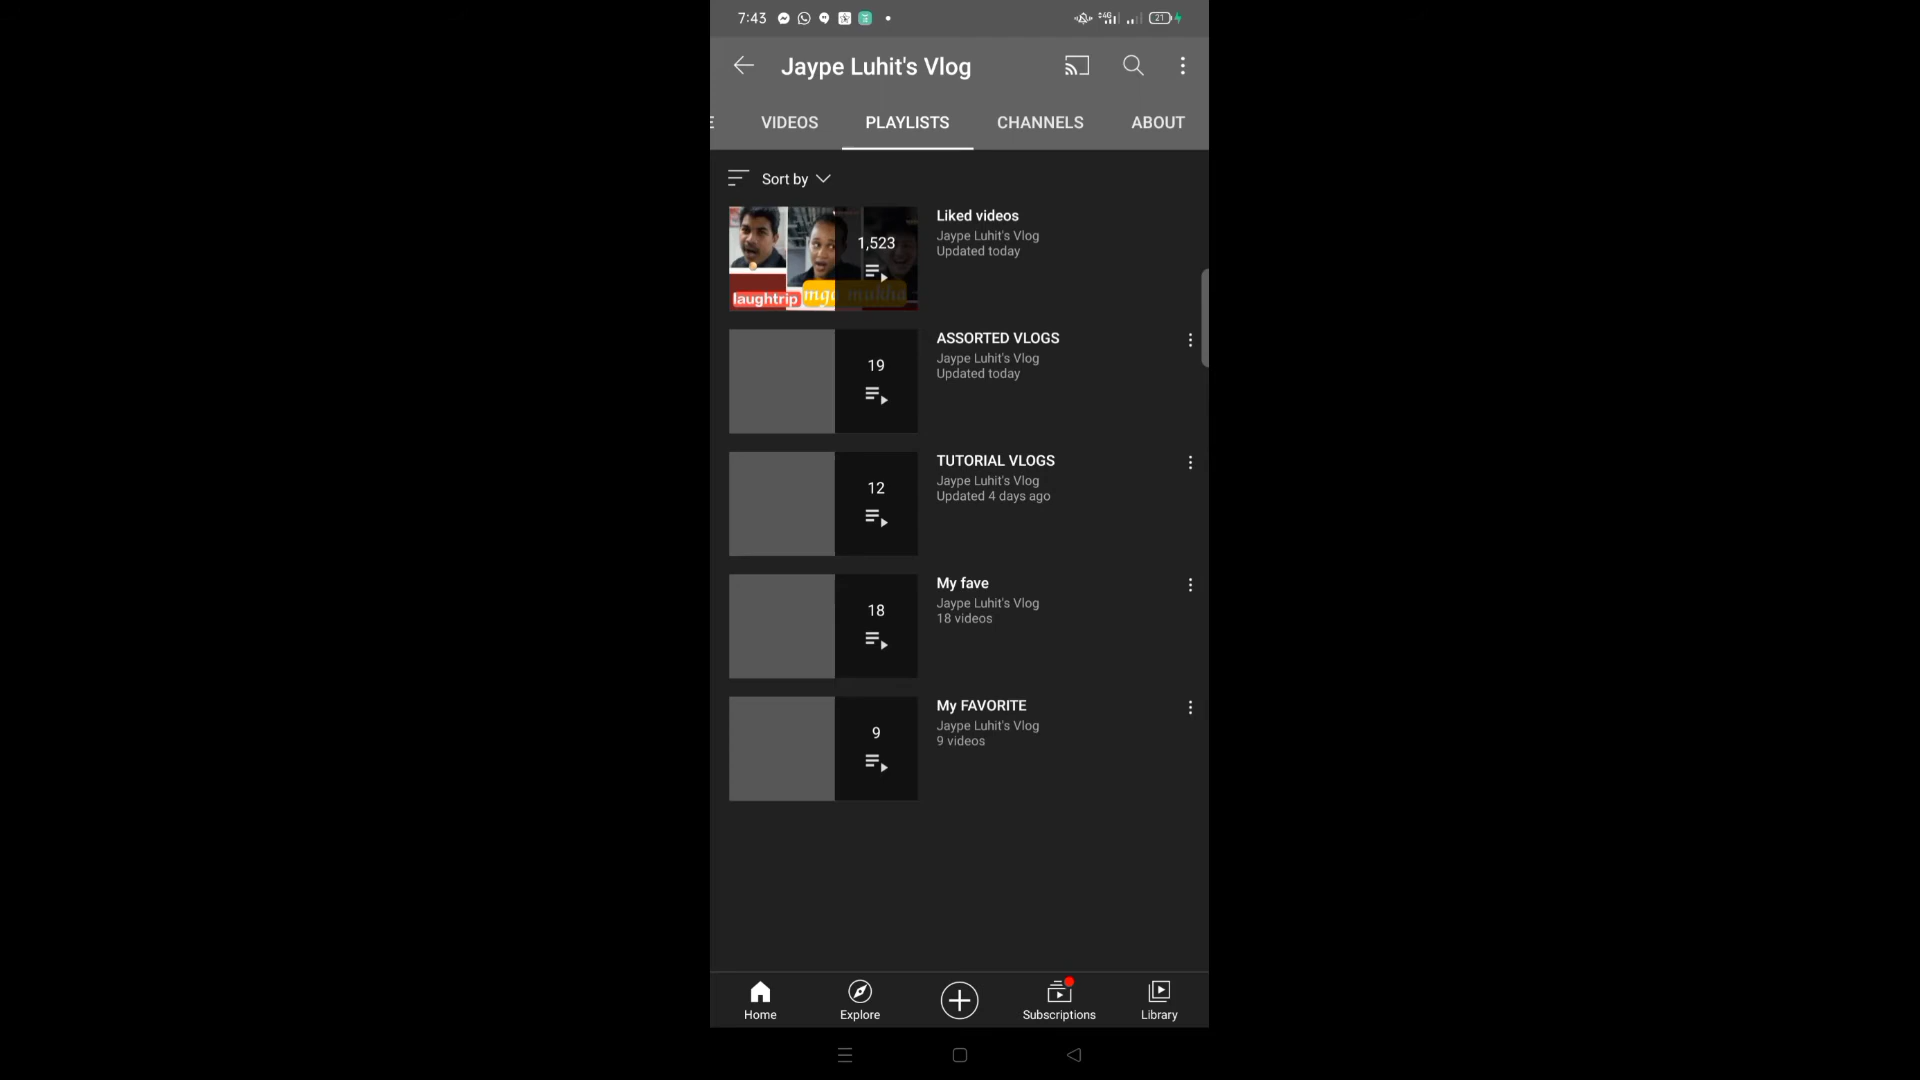 7:43
21
Jaype Luhit's Vlog
VIDEOS PLAYLISTS CHANNELS ABOUT
Sort by
1,523
laughtrip mga mukha
Liked videos
Jaype Luhit's Vlog
Updated today
19
ASSORTED VLOGS
Jaype Luhit's Vlog
Updated today
12
TUTORIAL VLOGS
Jaype Luhit's Vlog
Updated 4 days ago
18
My fave
Jaype Luhit's Vlog
18 videos
9
My FAVORITE
Jaype Luhit's Vlog
9 videos
Home Explore Subscriptions Library